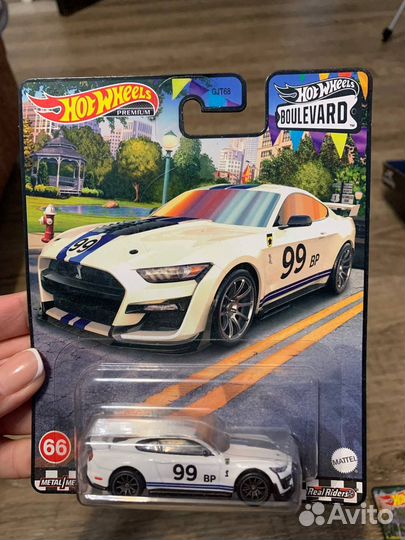 HOT WHEELS
PREMIUM
GJT68
HOT WHEELS
BOULEVARD
99
99 BP
66
99 BP
METAL/ME
MATTEL
Real Riders
Avito